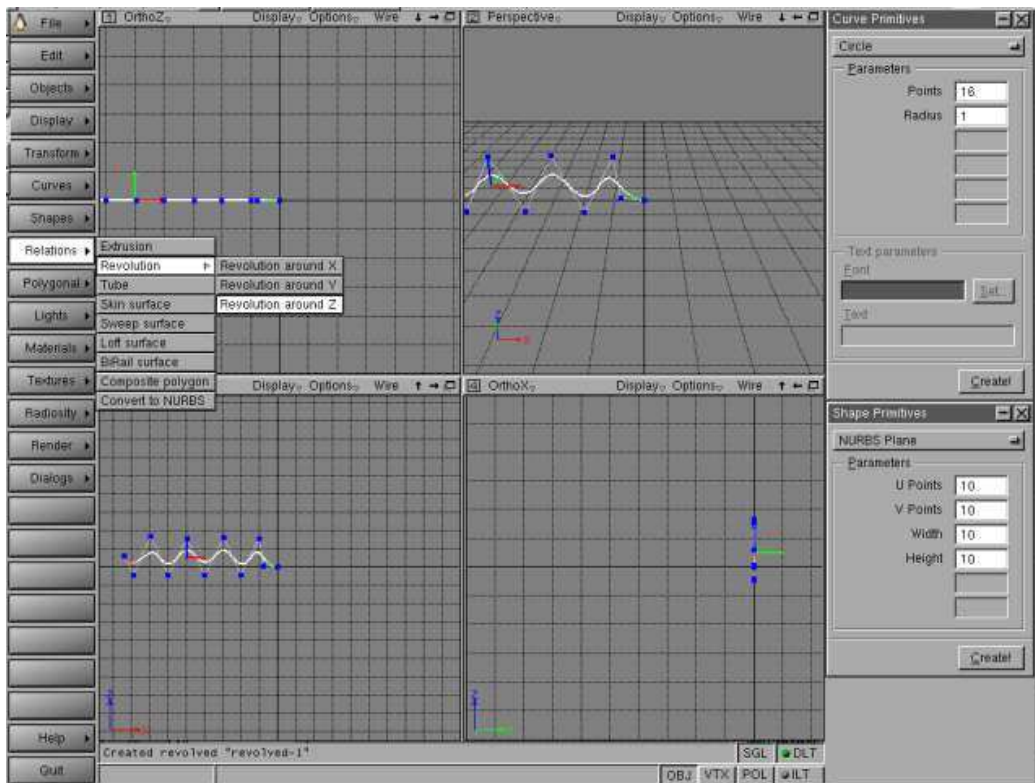 File
Edit
Objects
Display
Transform
Curves
Shapes
Relations
Polygonal
Lights
Materials
Textures
Radiosity
Render
Dialogs
Help
Quit
1 OrthoZ Display Options Wire
2 Perspective Display Options Wire
Extrusion
Revolution
Tube
Skin surface
Sweep surface
Loft surface
BiRail surface
Composite polygon
Convert to NURBS
Revolution around X
Revolution around Y
Revolution around Z
Display Options Wire
4 OrthoX Display Options Wire
Created revolved "revolved-1"
SGL DLT
OBJ VTX POL ILT
Curve Primitives
Circle
Parameters
Points 16
Radius 1
Text parameters
Font
Set...
Text
Create!
Shape Primitives
NURBS Plane
Parameters
U Points 10
V Points 10
Width 10
Height 10
Create!